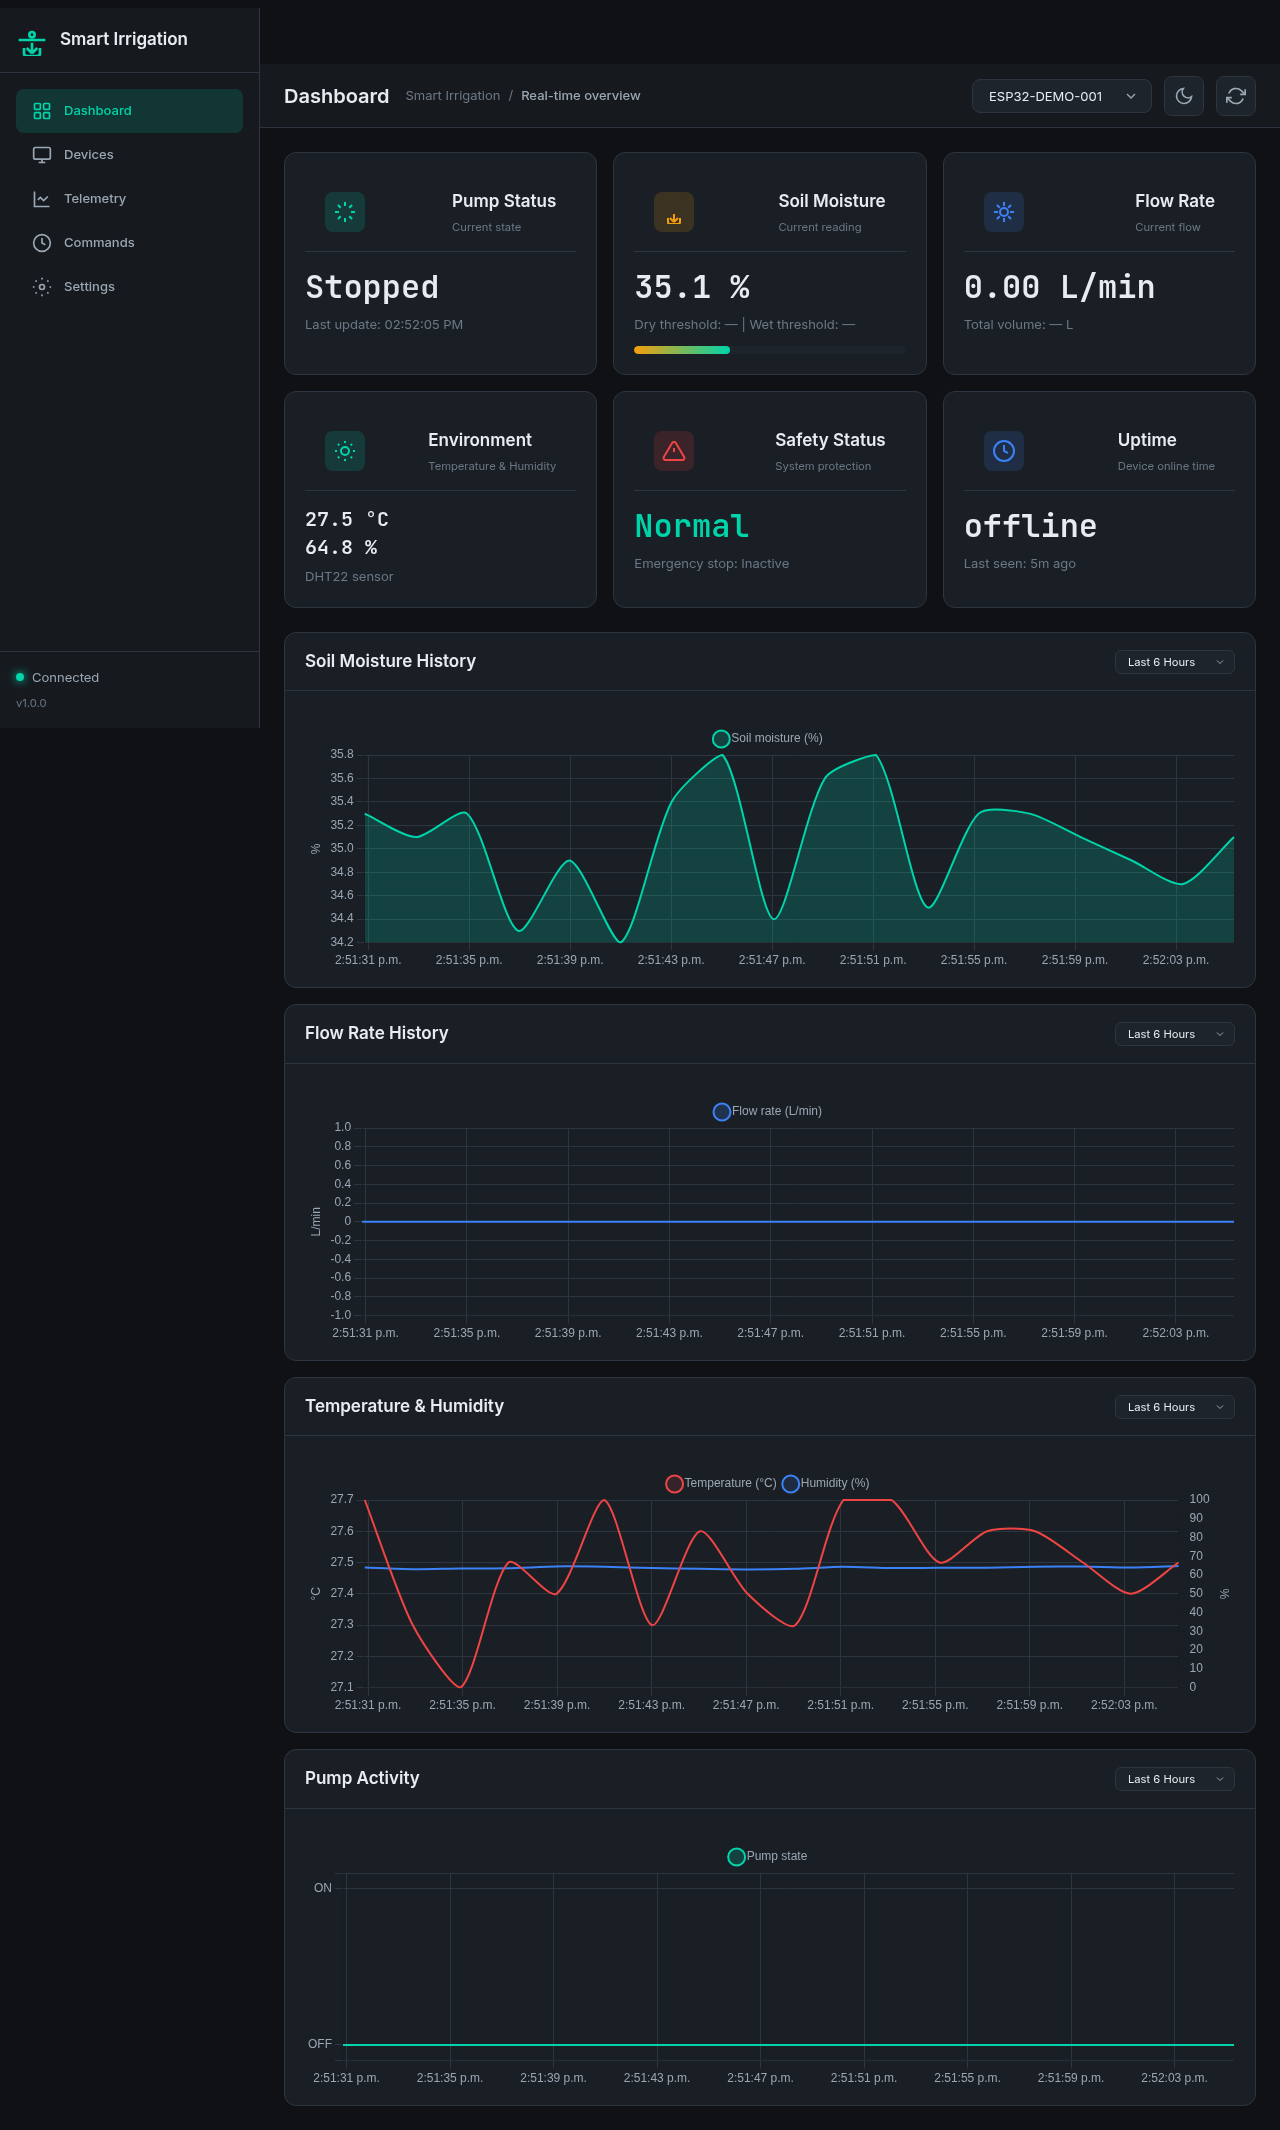 Smart Irrigation
Dashboard
Devices
Telemetry
Commands
Settings
Connected
v1.0.0
Dashboard Smart Irrigation / Real-time overview ESP32-DEMO-001
Pump Status
Current state
Stopped
Last update: 02:52:05 PM
Soil Moisture
Current reading
35.1 %
Dry threshold: — | Wet threshold: —
Flow Rate
Current flow
0.00 L/min
Total volume: — L
Environment
Temperature & Humidity
27.5 °C
64.8 %
DHT22 sensor
Safety Status
System protection
Normal
Emergency stop: Inactive
Uptime
Device online time
offline
Last seen: 5m ago
Soil Moisture History Last 6 Hours
Soil moisture (%)
35.8
35.6
35.4
35.2
35.0
34.8
34.6
34.4
34.2
%
2:51:31 p.m. 2:51:35 p.m. 2:51:39 p.m. 2:51:43 p.m. 2:51:47 p.m. 2:51:51 p.m. 2:51:55 p.m. 2:51:59 p.m. 2:52:03 p.m.
Flow Rate History Last 6 Hours
Flow rate (L/min)
1.0
0.8
0.6
0.4
0.2
0
-0.2
-0.4
-0.6
-0.8
-1.0
L/min
2:51:31 p.m. 2:51:35 p.m. 2:51:39 p.m. 2:51:43 p.m. 2:51:47 p.m. 2:51:51 p.m. 2:51:55 p.m. 2:51:59 p.m. 2:52:03 p.m.
Temperature & Humidity Last 6 Hours
Temperature (°C) Humidity (%)
27.7
27.6
27.5
27.4
27.3
27.2
27.1
°C
100
90
80
70
60
50
40
30
20
10
0
%
2:51:31 p.m. 2:51:35 p.m. 2:51:39 p.m. 2:51:43 p.m. 2:51:47 p.m. 2:51:51 p.m. 2:51:55 p.m. 2:51:59 p.m. 2:52:03 p.m.
Pump Activity Last 6 Hours
Pump state
ON
OFF
2:51:31 p.m. 2:51:35 p.m. 2:51:39 p.m. 2:51:43 p.m. 2:51:47 p.m. 2:51:51 p.m. 2:51:55 p.m. 2:51:59 p.m. 2:52:03 p.m.